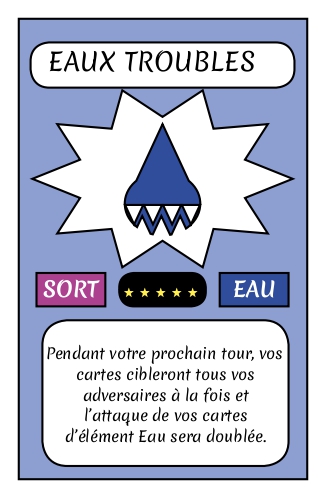 EAUX TROUBLES
SORT
EAU
Pendant votre prochain tour, vos
cartes cibleront tous vos
adversaires à la fois et
l'attaque de vos cartes
d'élément Eau sera doublée.